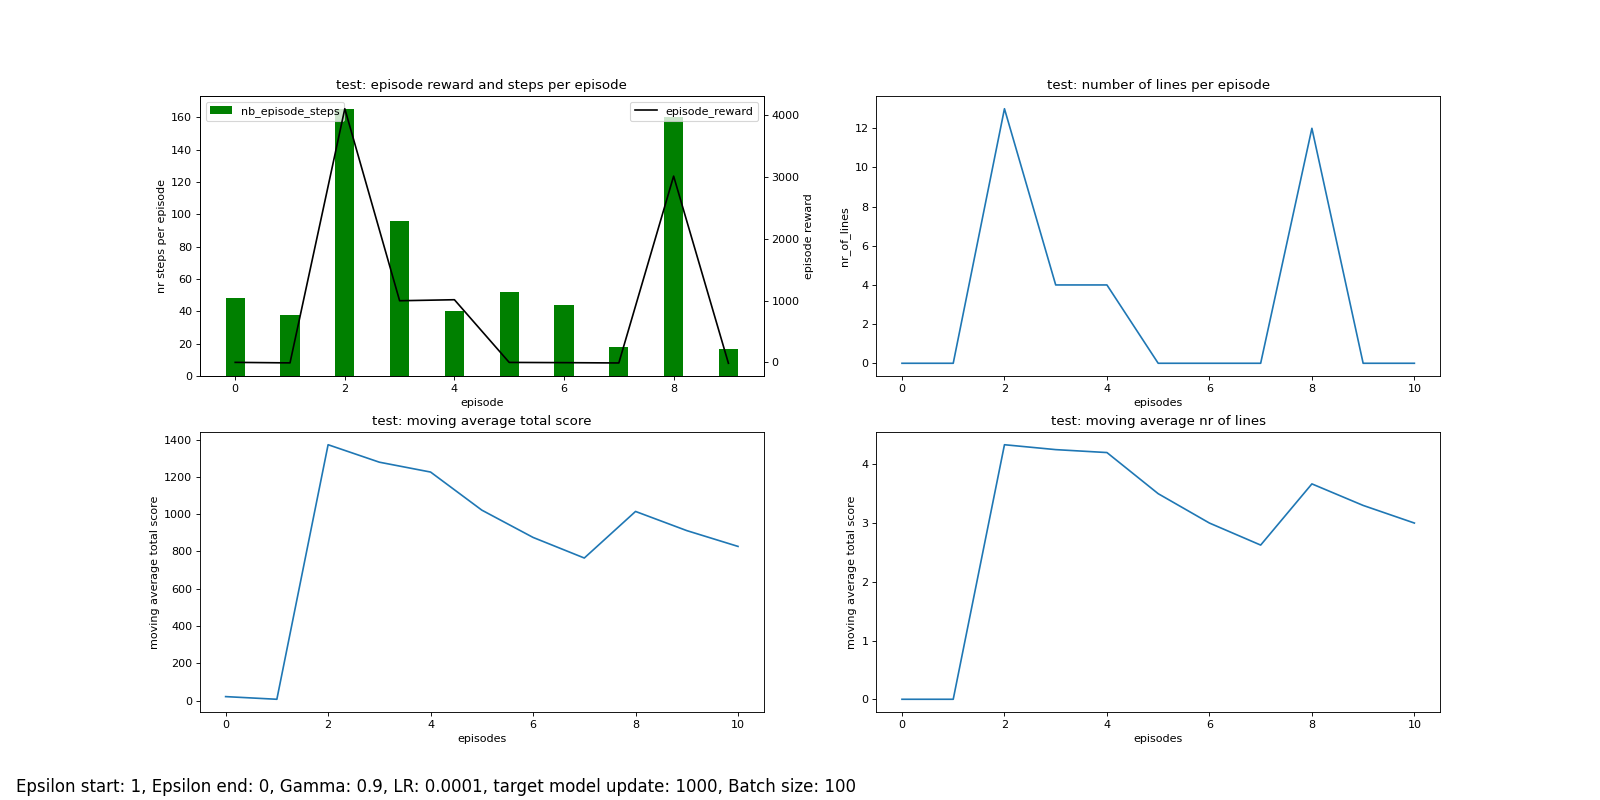 test: episode reward and steps per episode
nb_episode_steps
episode_reward
nr steps per episode
160
140
120
100
80
60
40
20
0
4000
3000
2000
1000
0
episode reward
0 2 4 6 8
episode
test: number of lines per episode
nr_of_lines
12
10
8
6
4
2
0
0 2 4 6 8 10
episodes
test: moving average total score
moving average total score
1400
1200
1000
800
600
400
200
0
0 2 4 6 8 10
episodes
test: moving average nr of lines
moving average total score
4
3
2
1
0
0 2 4 6 8 10
episodes
Epsilon start: 1, Epsilon end: 0, Gamma: 0.9, LR: 0.0001, target model update: 1000, Batch size: 100